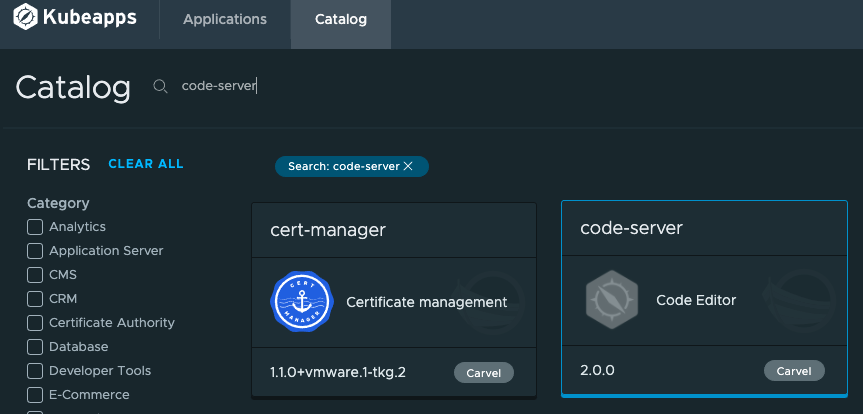 Kubeapps Applications Catalog
Catalog code-server
FILTERS CLEAR ALL Search: code-server
Category
Analytics
Application Server
CMS
CRM
Certificate Authority
Database
Developer Tools
E-Commerce
cert-manager
CERT MANAGER
Certificate management
1.1.0+vmware.1-tkg.2 Carvel
code-server
Code Editor
2.0.0 Carvel